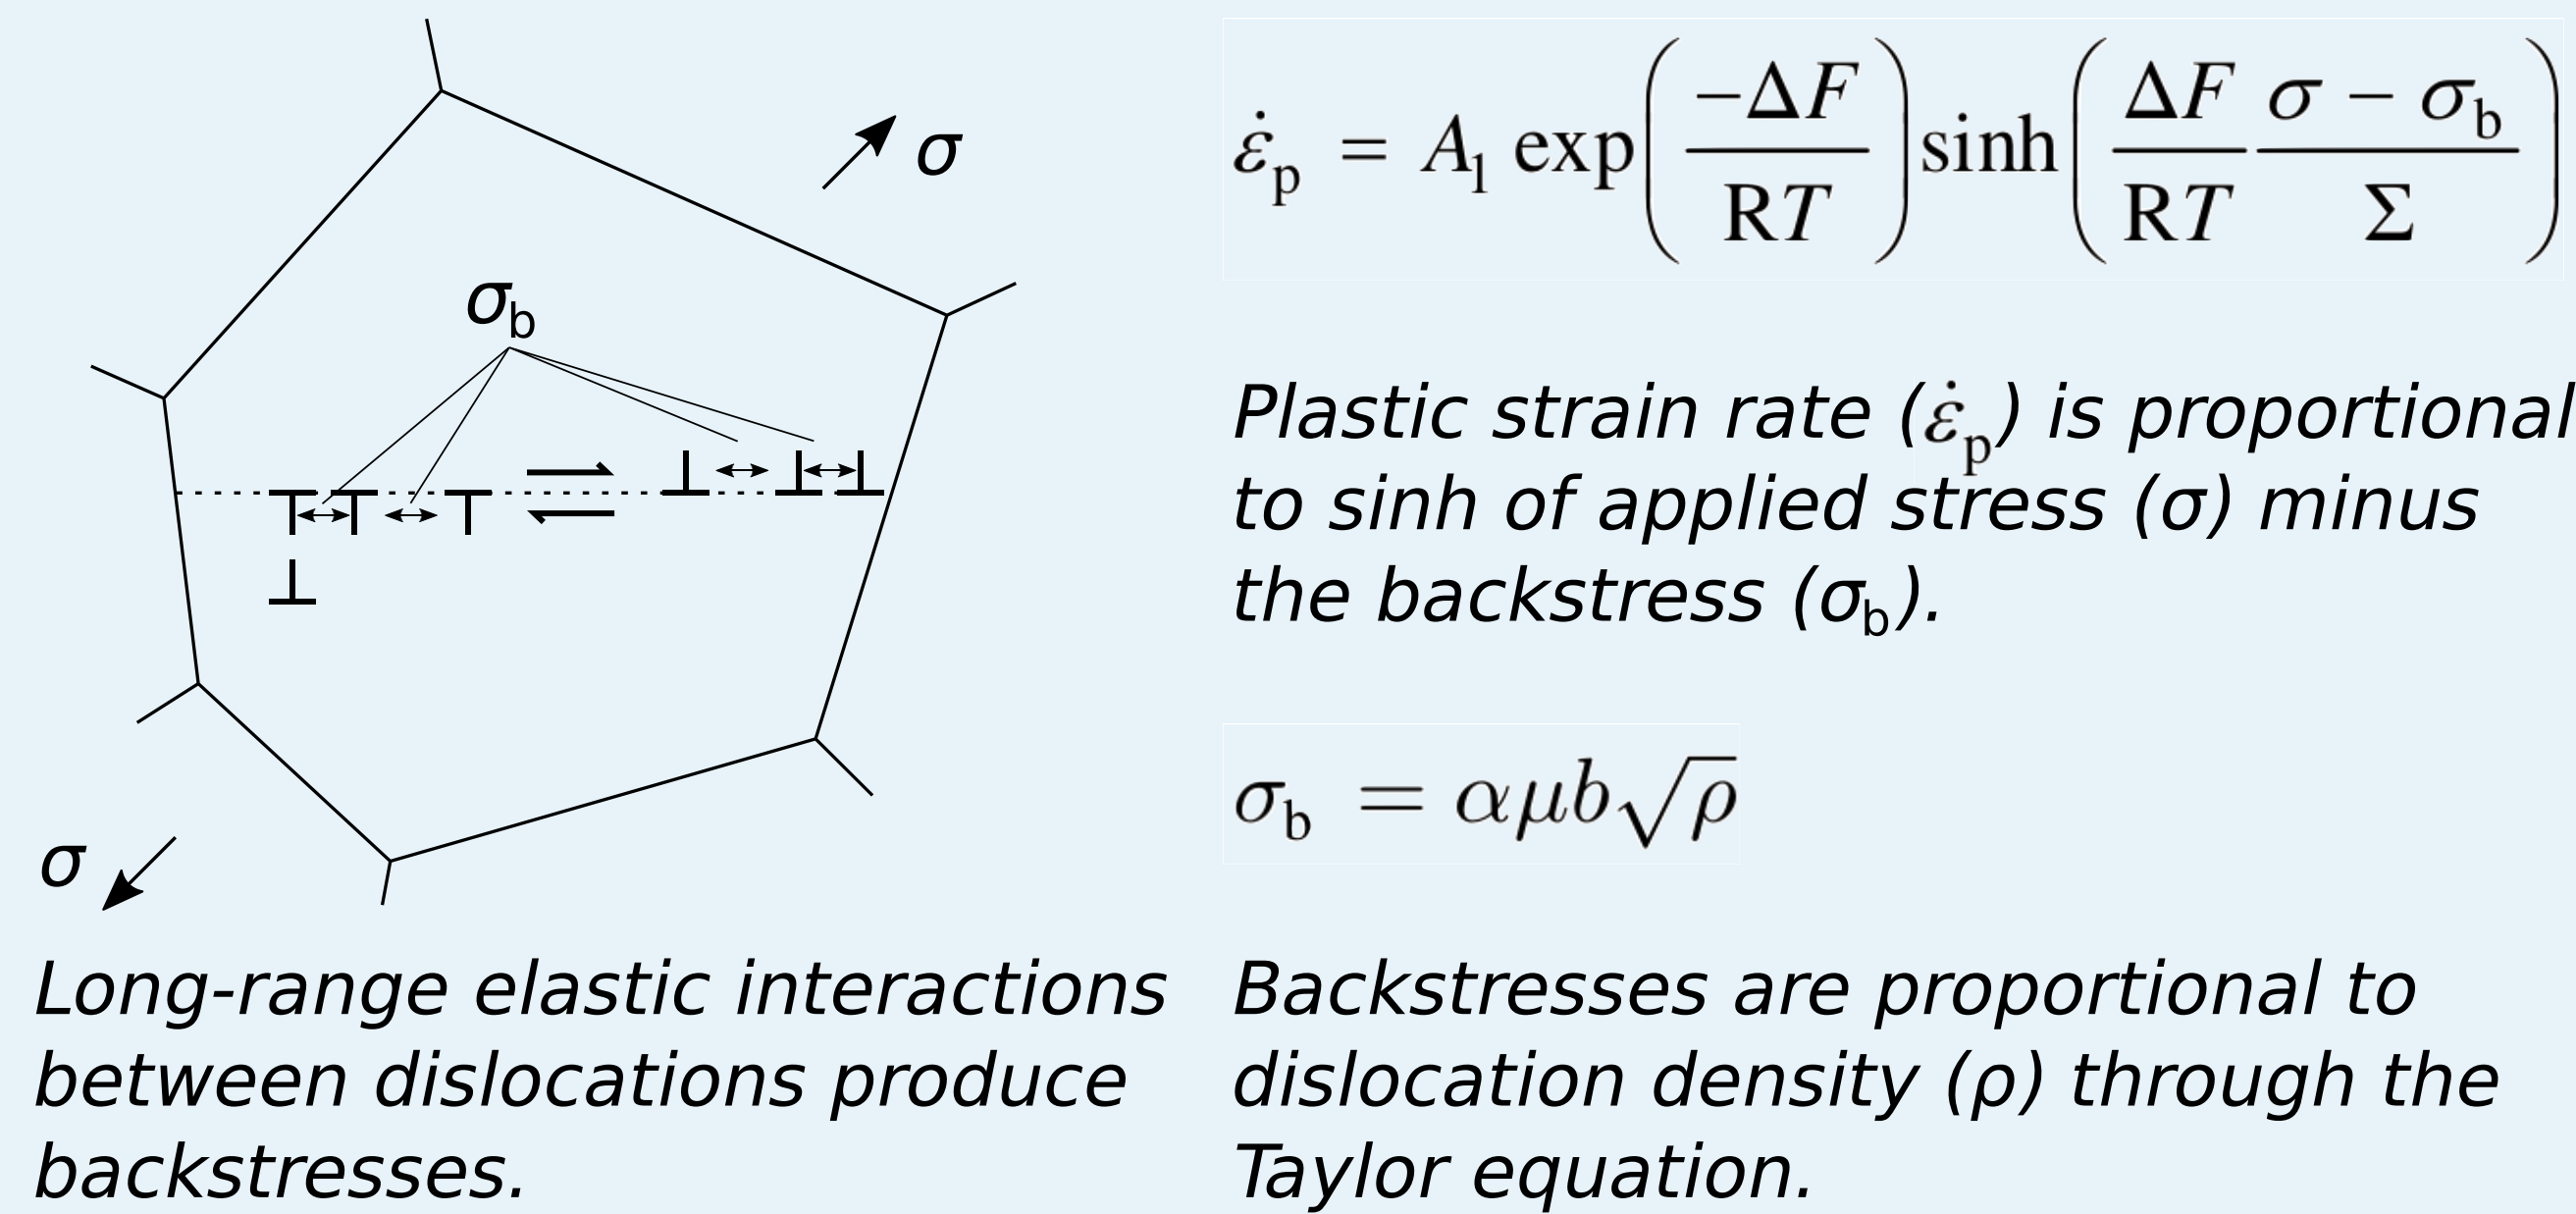 σ
σb
σ
Long-range elastic interactions
between dislocations produce
backstresses.
ε̇p = A1 exp(−ΔF/RT) sinh(ΔF/RT σ − σb/Σ)
Plastic strain rate (ε̇p) is proportional
to sinh of applied stress (σ) minus
the backstress (σb).
σb = αμb√ρ
Backstresses are proportional to
dislocation density (ρ) through the
Taylor equation.